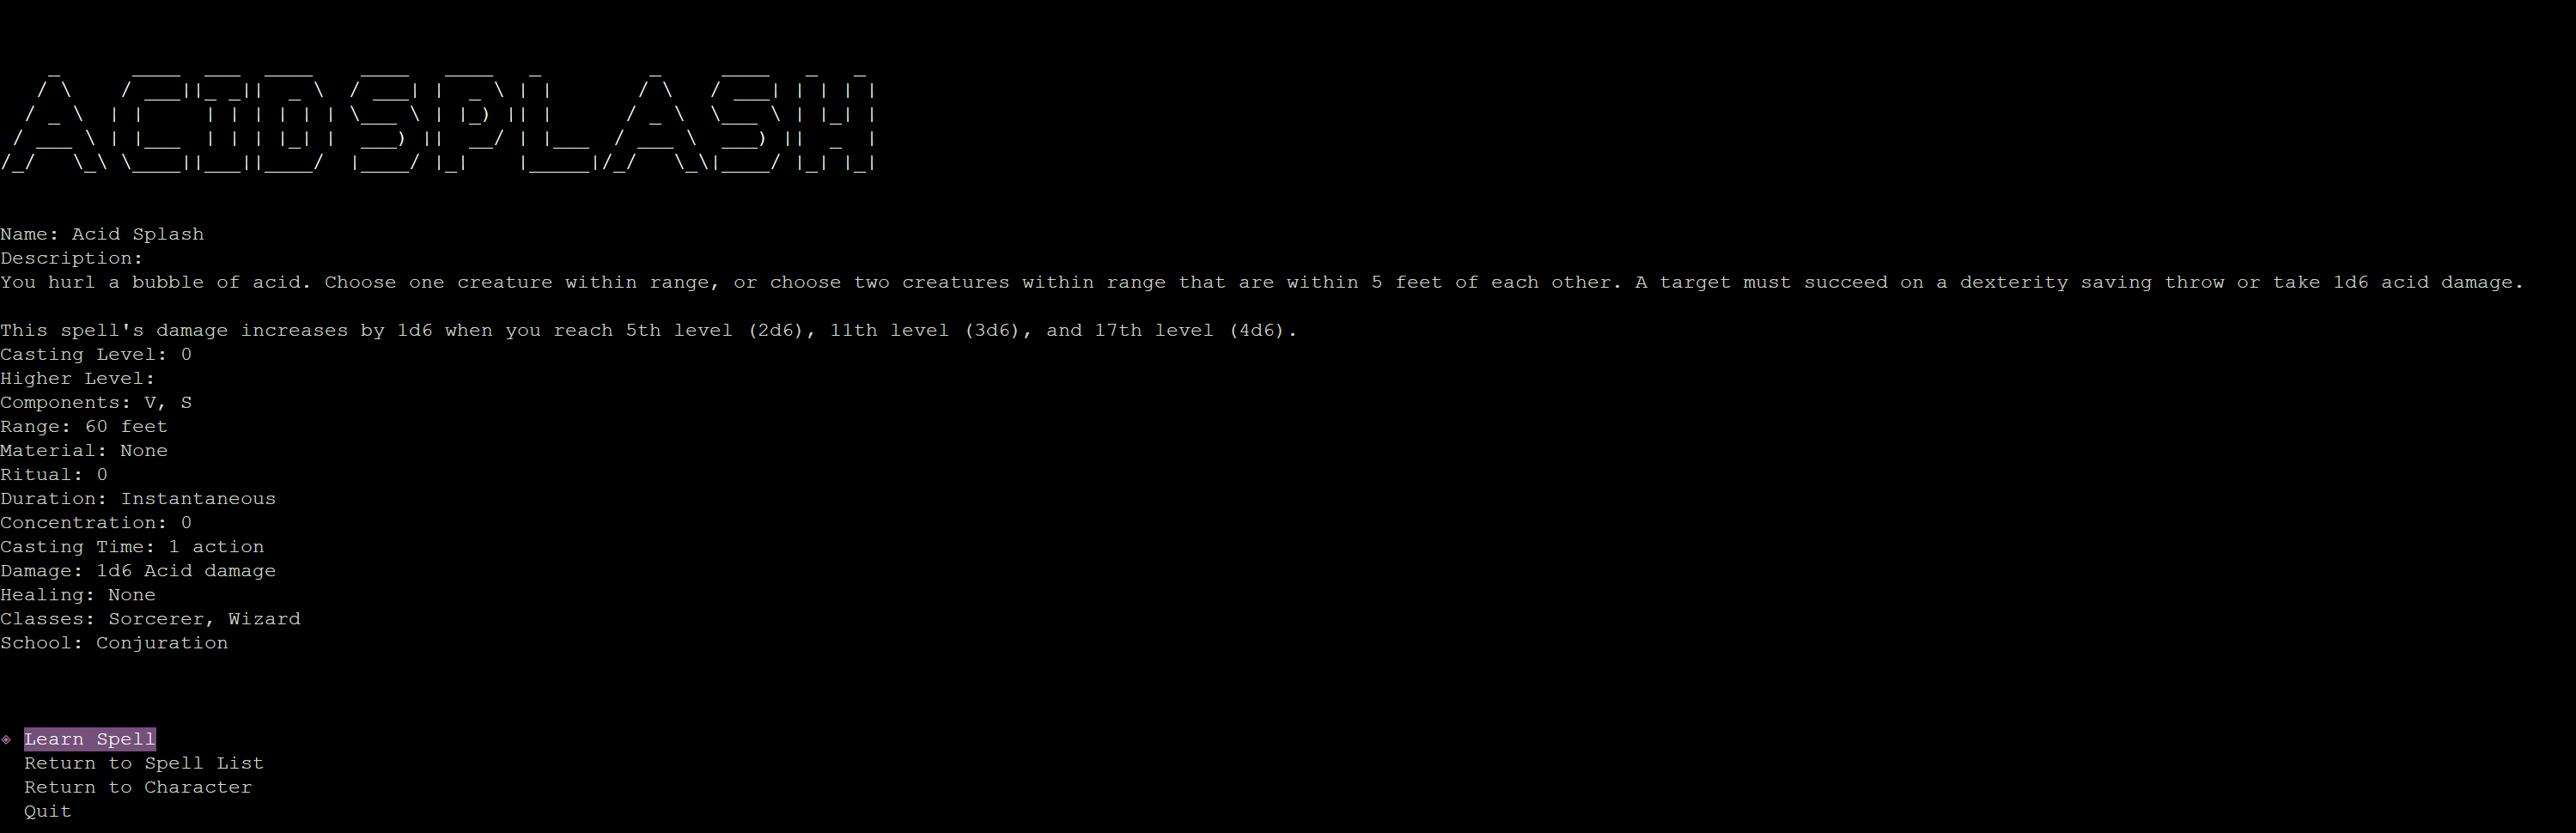 ACID SPLASH
Name: Acid Splash
Description:
You hurl a bubble of acid. Choose one creature within range, or choose two creatures within range that are within 5 feet of each other. A target must succeed on a dexterity saving throw or take 1d6 acid damage.
This spell's damage increases by 1d6 when you reach 5th level (2d6), 11th level (3d6), and 17th level (4d6).
Casting Level: 0
Higher Level:
Components: V, S
Range: 60 feet
Material: None
Ritual: 0
Duration: Instantaneous
Concentration: 0
Casting Time: 1 action
Damage: 1d6 Acid damage
Healing: None
Classes: Sorcerer, Wizard
School: Conjuration
Learn Spell
Return to Spell List
Return to Character
Quit